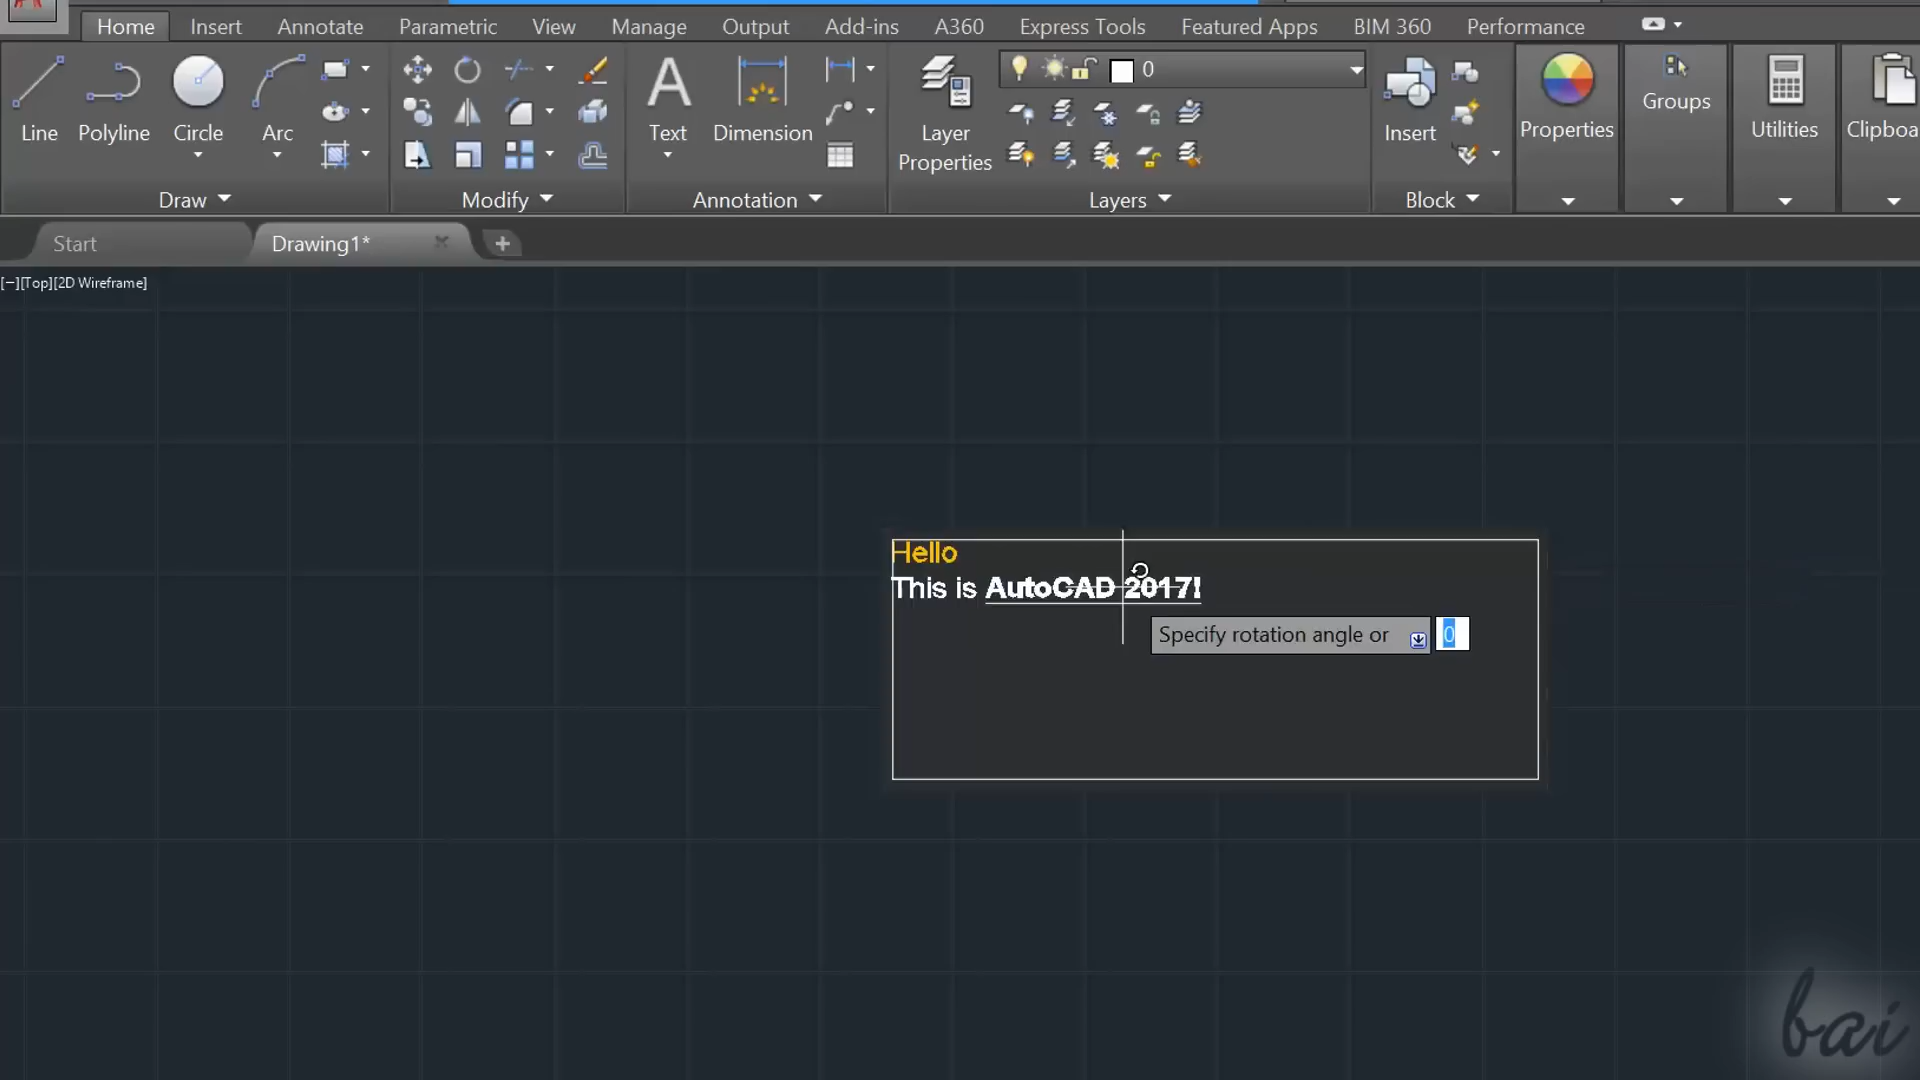 Home Insert Annotate Parametric View Manage Output Add-ins A360 Express Tools Featured Apps BIM 360 Performance
0
Line Polyline Circle Arc Text Dimension Layer Properties Insert Properties Groups Utilities
Draw Modify Annotation Layers Block
Start Drawing1*
[−][Top][2D Wireframe]
Hello
This is AutoCAD 2017!
Specify rotation angle or 0
bai